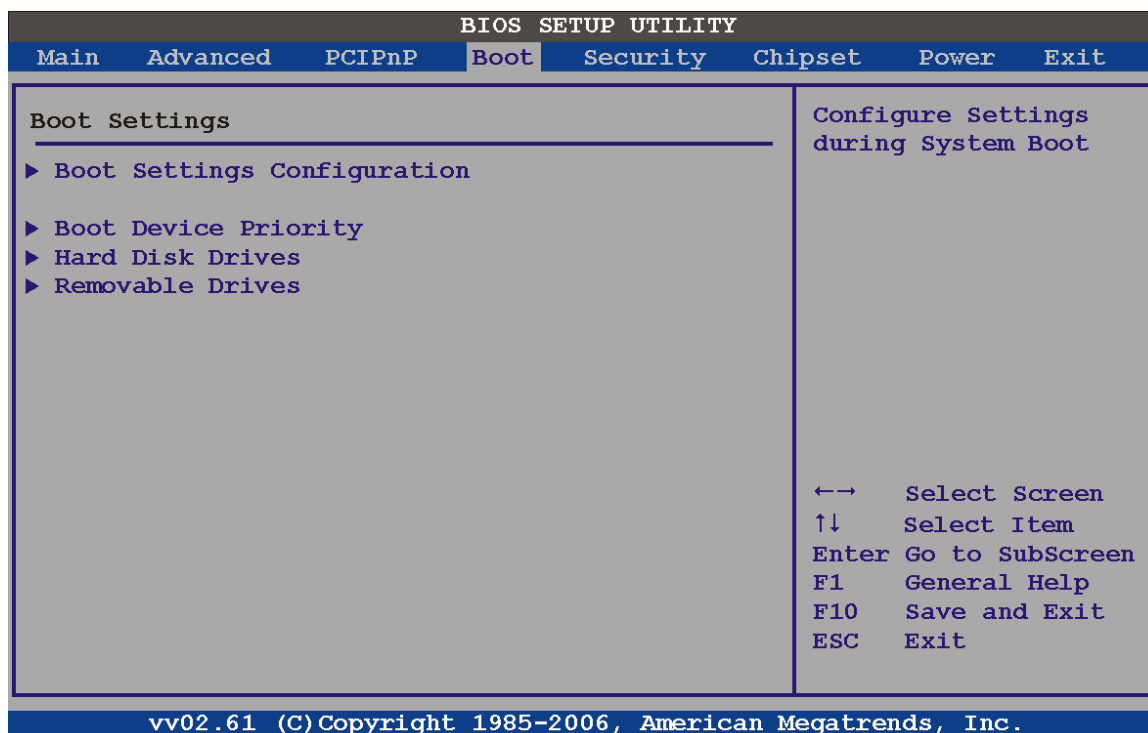 BIOS SETUP UTILITY
Main Advanced PCIPnP Boot Security Chipset Power Exit
Boot Settings
▶ Boot Settings Configuration
▶ Boot Device Priority
▶ Hard Disk Drives
▶ Removable Drives
Configure Settings
during System Boot
←→ Select Screen
↑↓ Select Item
Enter Go to SubScreen
F1 General Help
F10 Save and Exit
ESC Exit
vv02.61 (C)Copyright 1985-2006, American Megatrends, Inc.